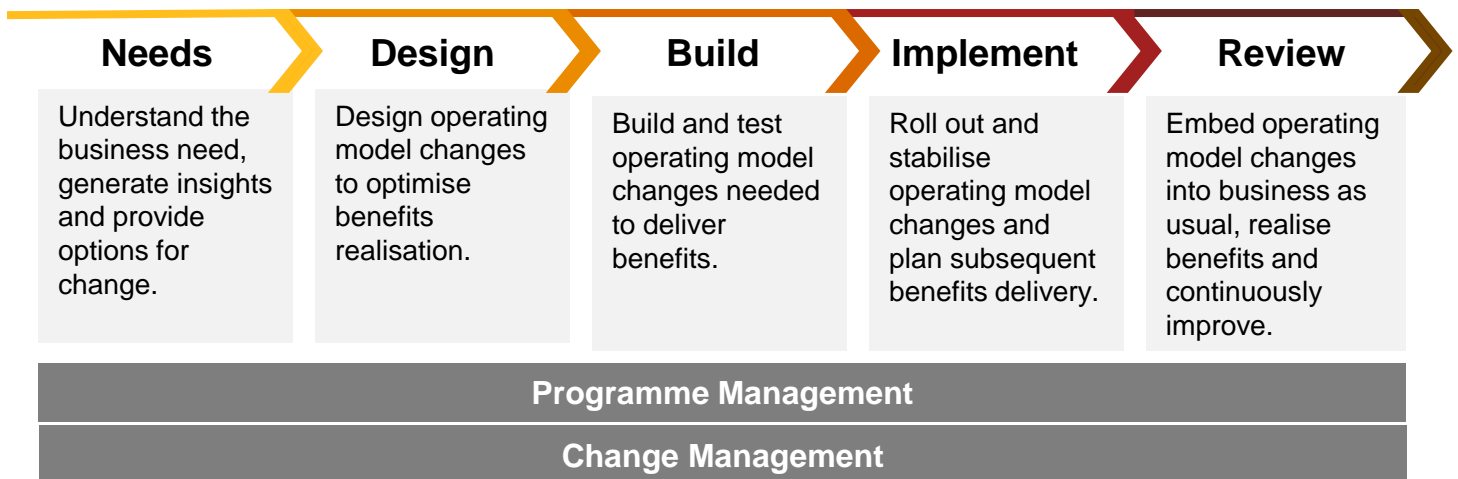 Needs
Understand the
business need,
generate insights
and provide
options for
change.
Design
Design operating
model changes
to optimise
benefits
realisation.
Build
Build and test
operating model
changes needed
to deliver
benefits.
Implement
Roll out and
stabilise
operating model
changes and
plan subsequent
benefits delivery.
Review
Embed operating
model changes
into business as
usual, realise
benefits and
continuously
improve.
Programme Management
Change Management